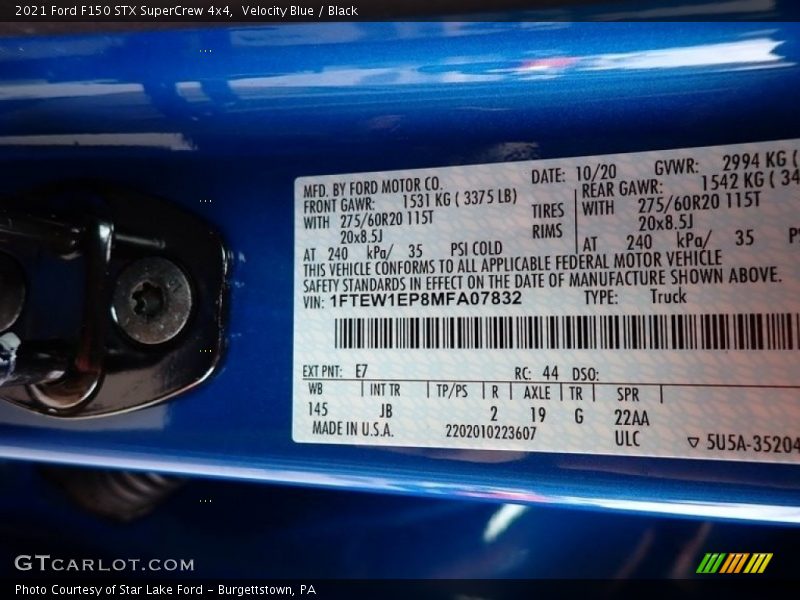 2021 Ford F150 STX SuperCrew 4x4, Velocity Blue / Black
MFD. BY FORD MOTOR CO. DATE: 10/20 GVWR: 2994 KG (
FRONT GAWR: 1531 KG ( 3375 LB) REAR GAWR: 1542 KG ( 34
WITH 275/60R20 115T TIRES WITH 275/60R20 115T
20x8.5J RIMS 20x8.5J
AT 240 kPa/ 35 PSI COLD AT 240 kPa/ 35
THIS VEHICLE CONFORMS TO ALL APPLICABLE FEDERAL MOTOR VEHICLE
SAFETY STANDARDS IN EFFECT ON THE DATE OF MANUFACTURE SHOWN ABOVE.
VIN: 1FTEW1EP8MFA07832 TYPE: Truck
EXT PNT: E7 RC: 44 DSO:
WB INT TR TP/PS R AXLE TR SPR
145 JB 2 19 G 22AA
MADE IN U.S.A. 2202010223607 ULC 5U5A-35204
GTCARLOT.COM
Photo Courtesy of Star Lake Ford - Burgettstown, PA